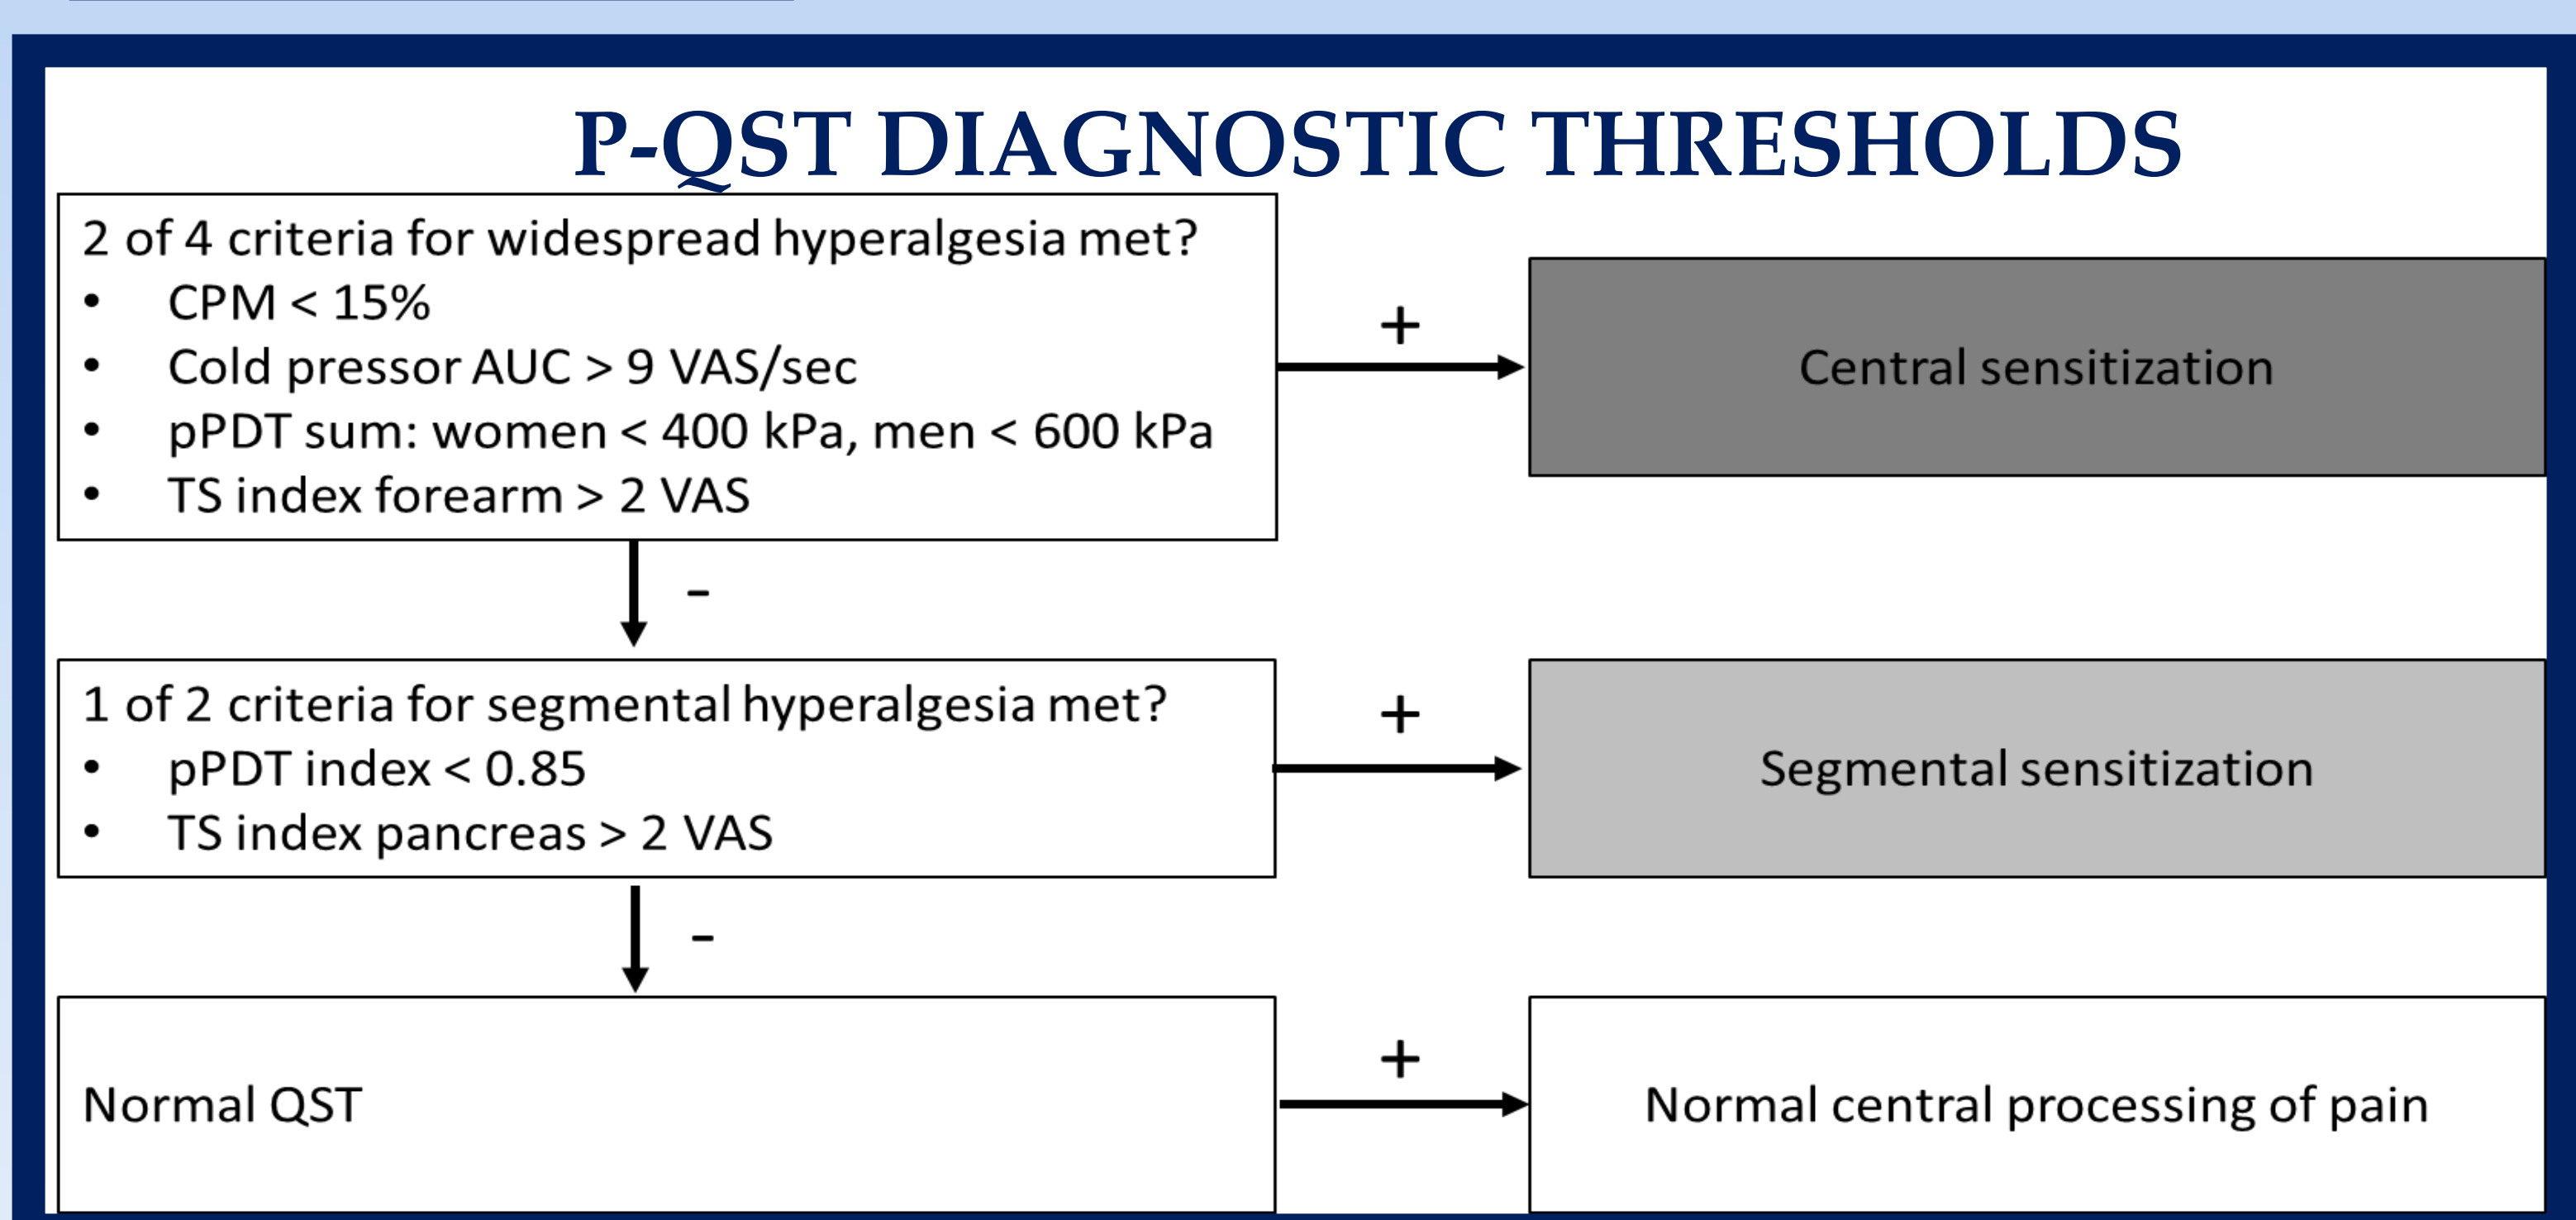 P-QST DIAGNOSTIC THRESHOLDS
2 of 4 criteria for widespread hyperalgesia met?
• CPM < 15%
• Cold pressor AUC > 9 VAS/sec
• pPDT sum: women < 400 kPa, men < 600 kPa
• TS index forearm > 2 VAS
+
Central sensitization
-
1 of 2 criteria for segmental hyperalgesia met?
• pPDT index < 0.85
• TS index pancreas > 2 VAS
+
Segmental sensitization
-
Normal QST
+
Normal central processing of pain